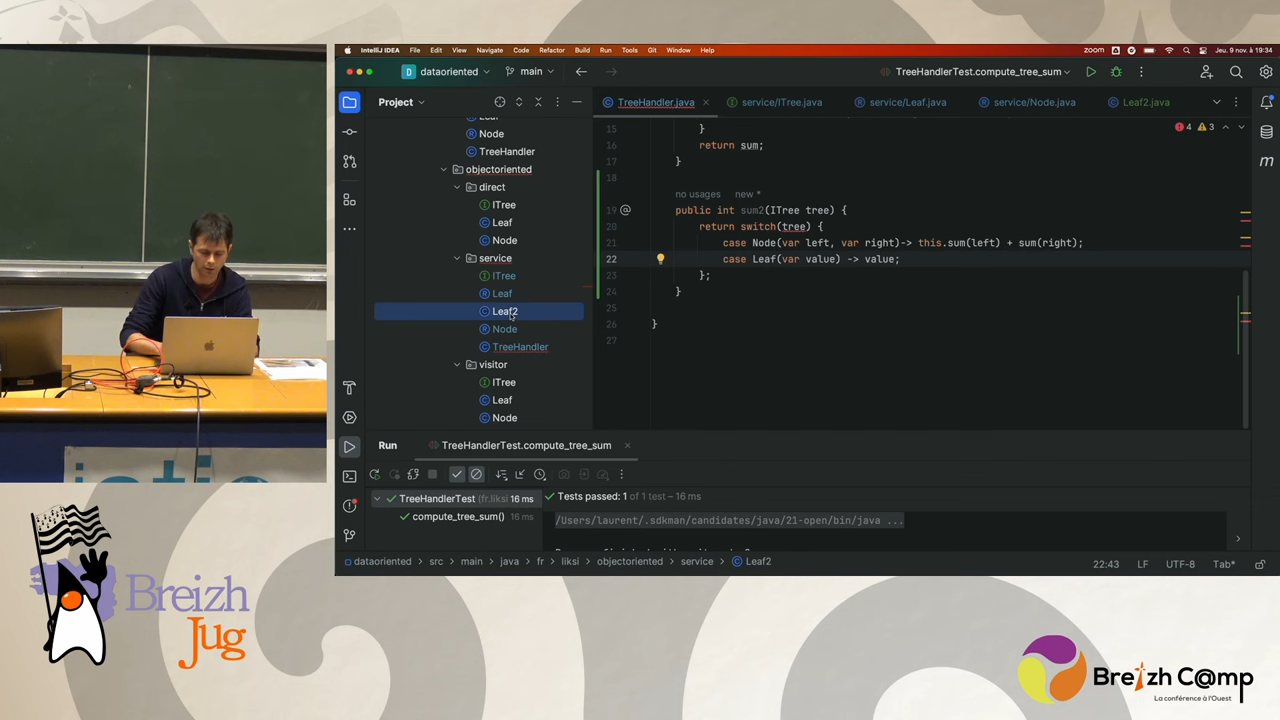 IntelliJ IDEA File Edit View Navigate Code Refactor Build Run Tools Git Window Help
zoom Jeu. 9 nov. à 19:34
D dataoriented main
TreeHandlerTest.compute_tree_sum
Project
TreeHandler.java service/ITree.java service/Leaf.java service/Node.java Leaf2.java
Leaf
Node
TreeHandler
objectoriented
direct
ITree
Leaf
Node
service
ITree
Leaf
Leaf2
Node
TreeHandler
visitor
ITree
Leaf
Node
4 3
15 }
16 return sum;
17 }
18
no usages new *
19 public int sum2(ITree tree) {
20 return switch(tree) {
21 case Node(var left, var right)-> this.sum(left) + sum(right);
22 case Leaf(var value) -> value;
23 };
24 }
25
26 }
27
Run TreeHandlerTest.compute_tree_sum
TreeHandlerTest (fr.liksi 16 ms
compute_tree_sum() 16 ms
Tests passed: 1 of 1 test – 16 ms
/Users/laurent/.sdkman/candidates/java/21-open/bin/java ...
dataoriented > src > main > java > fr > liksi > objectoriented > service > Leaf2
22:43 LF UTF-8 Tab*
Breizh
Jug
Breizh C@mp
La conférence à l'Ouest